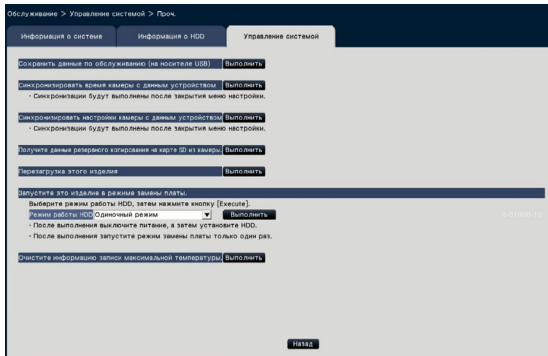 Обслуживание > Управление системой > Проч.
Информация о системе Информация о HDD Управление системой
Сохранить данные по обслуживанию (на носителе USB) Выполнить
Синхронизировать время камеры с данным устройством Выполнить
· Синхронизации будут выполнены после закрытия меню настройки.
Синхронизировать настройки камеры с данным устройством Выполнить
· Синхронизации будут выполнены после закрытия меню настройки.
Получите данные резервного копирования на карте SD из камеры. Выполнить
Перезагрузка этого изделия Выполнить
Запустите это изделие в режиме замены платы.
Выберите режим работы HDD, затем нажмите кнопку [Execute].
Режим работы HDD Одиночный режим Выполнить
· После выполнения выключите питание, а затем установите HDD.
· После выполнения запустите режим замены платы только один раз.
Очистите информацию записи максимальной температуры. Выполнить
Назад